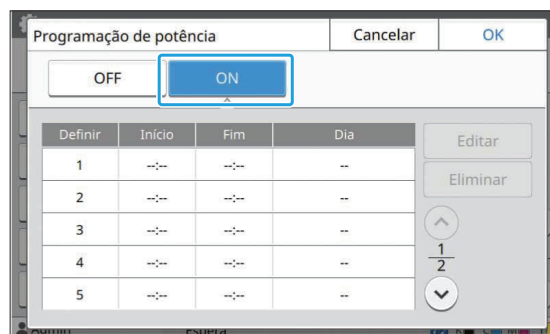 Programação de potência Cancelar OK
OFF ON
Definir Início Fim Dia Editar
1 --:-- --:-- --
Eliminar
2 --:-- --:-- --
3 --:-- --:-- --
1
4 --:-- --:-- --
2
5 --:-- --:-- --